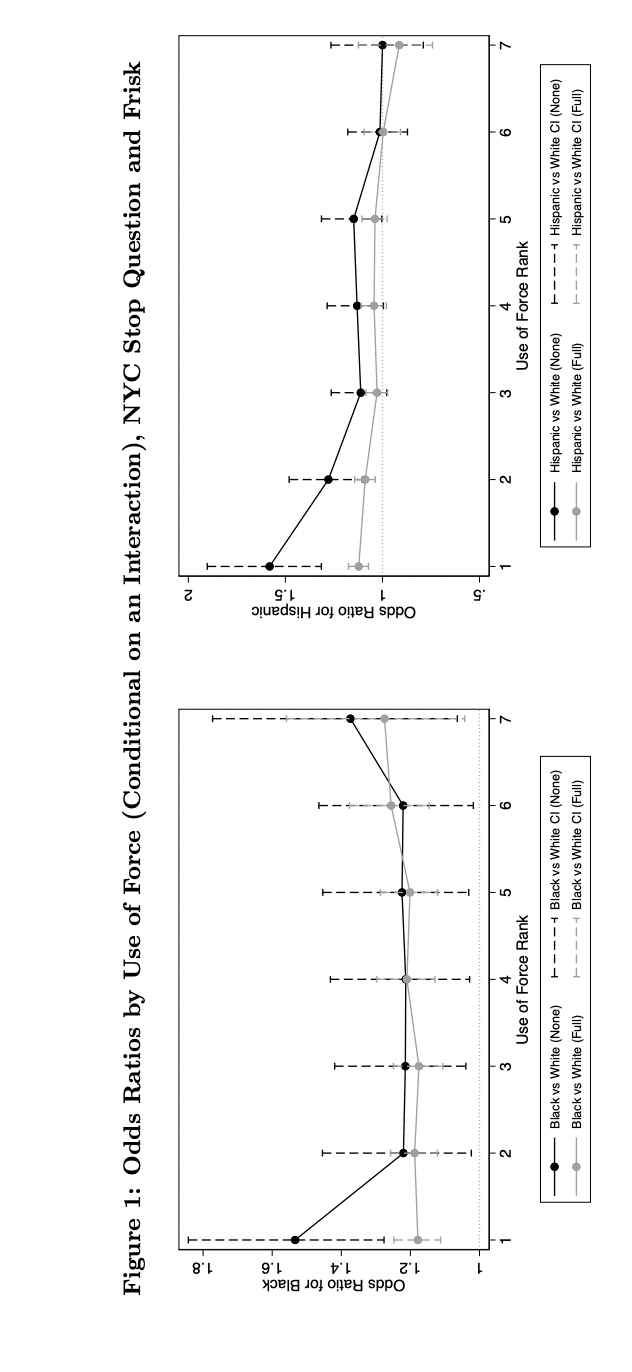 Figure 1: Odds Ratios by Use of Force (Conditional on an Interaction), NYC Stop Question and Frisk
Odds Ratio for Black
1 1.2 1.4 1.6 1.8
1 2 3 4 5 6 7
Use of Force Rank
Black vs White (None) Black vs White CI (None)
Black vs White (Full) Black vs White CI (Full)
Odds Ratio for Hispanic
.5 1 1.5 2
1 2 3 4 5 6 7
Use of Force Rank
Hispanic vs White (None) Hispanic vs White CI (None)
Hispanic vs White (Full) Hispanic vs White CI (Full)